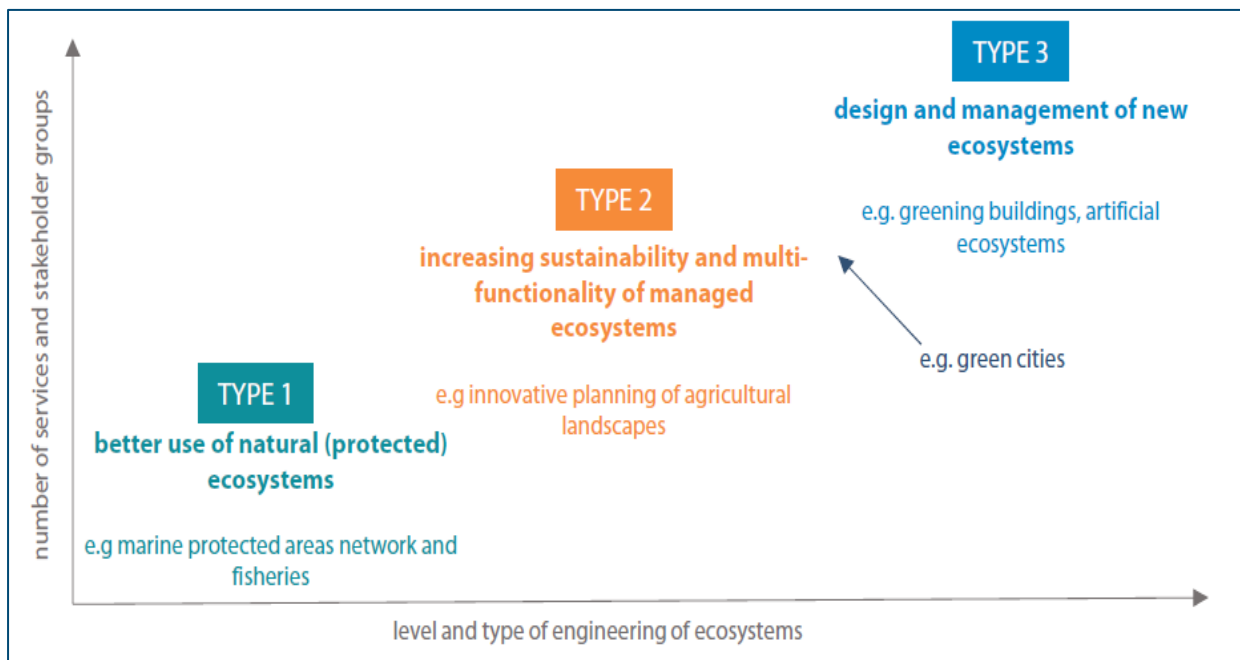 number of services and stakeholder groups
TYPE 3
design and management of new
ecosystems
e.g. greening buildings, artificial
ecosystems
TYPE 2
increasing sustainability and multi-
functionality of managed
ecosystems
e.g innovative planning of agricultural
landscapes
e.g. green cities
TYPE 1
better use of natural (protected)
ecosystems
e.g marine protected areas network and
fisheries
level and type of engineering of ecosystems